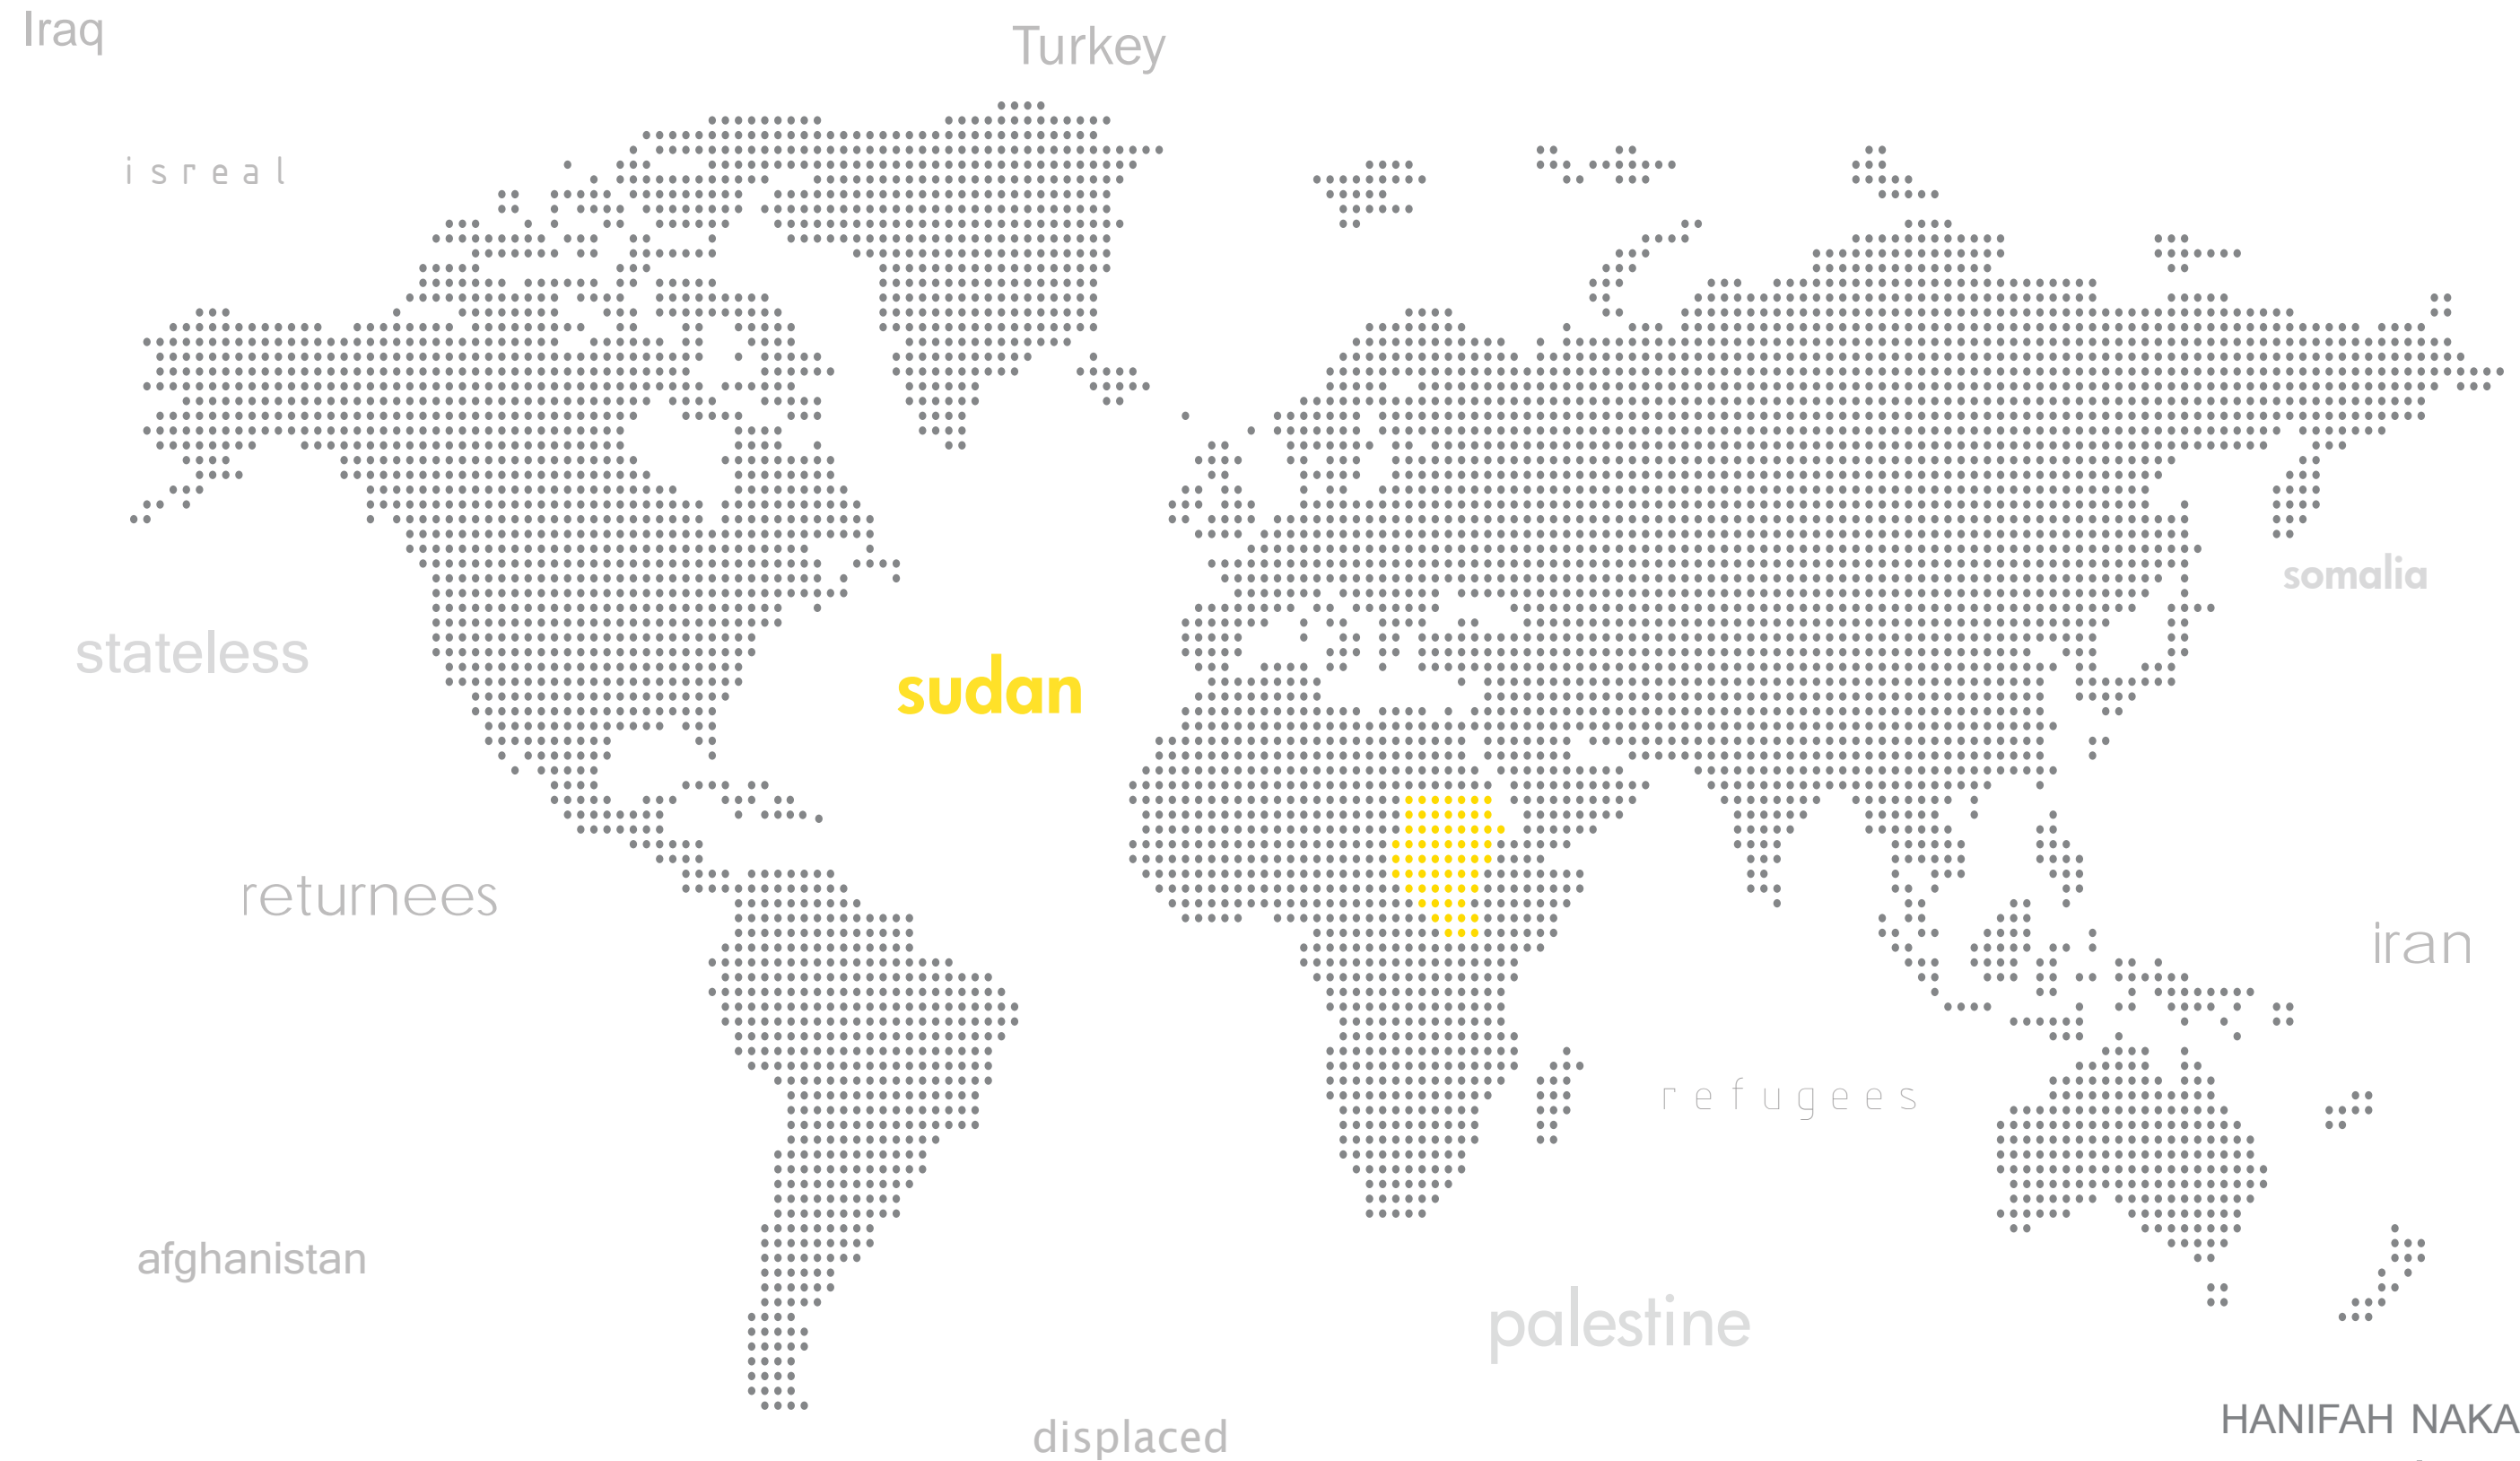 Iraq
Turkey
isreal
somalia
stateless
sudan
returnees
iran
refugees
afghanistan
palestine
HANIFAH NAKA
displaced